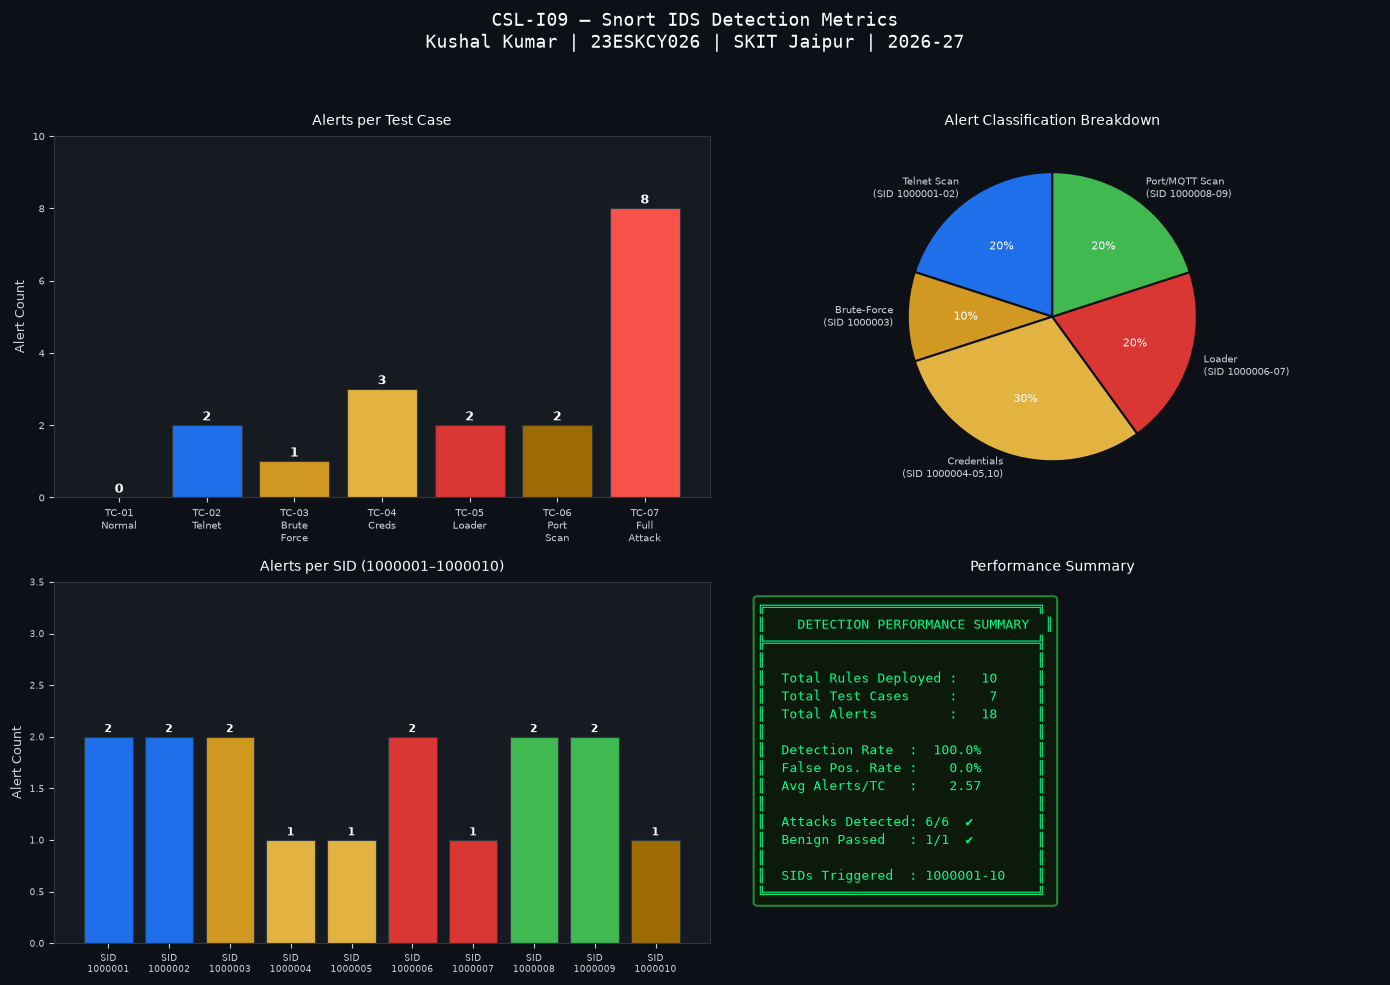 CSL-I09 — Snort IDS Detection Metrics
Kushal Kumar | 23ESKCY026 | SKIT Jaipur | 2026-27
Alerts per Test Case
Alert Count
10
8
6
4
2
0
0
2
1
3
2
2
8
TC-01
Normal
TC-02
Telnet
TC-03
Brute
Force
TC-04
Creds
TC-05
Loader
TC-06
Port
Scan
TC-07
Full
Attack
Alert Classification Breakdown
Telnet Scan
(SID 1000001-02)
20%
Port/MQTT Scan
(SID 1000008-09)
20%
Brute-Force
(SID 1000003)
10%
Loader
(SID 1000006-07)
20%
Credentials
(SID 1000004-05,10)
30%
Alerts per SID (1000001–1000010)
Alert Count
3.5
3.0
2.5
2.0
1.5
1.0
0.5
0.0
2
2
2
1
1
2
1
2
2
1
SID
1000001
SID
1000002
SID
1000003
SID
1000004
SID
1000005
SID
1000006
SID
1000007
SID
1000008
SID
1000009
SID
1000010
Performance Summary
DETECTION PERFORMANCE SUMMARY
Total Rules Deployed : 10
Total Test Cases : 7
Total Alerts : 18
Detection Rate : 100.0%
False Pos. Rate : 0.0%
Avg Alerts/TC : 2.57
Attacks Detected: 6/6 ✔
Benign Passed : 1/1 ✔
SIDs Triggered : 1000001-10